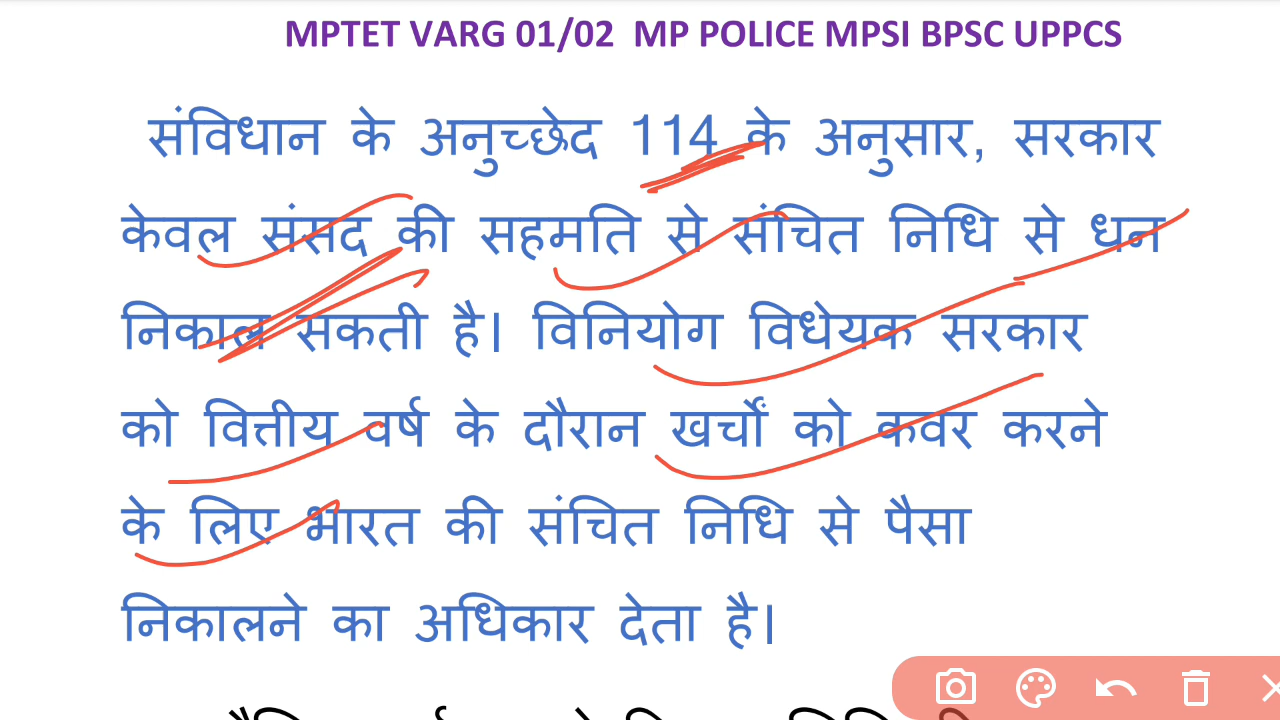 MPTET VARG 01/02 MP POLICE MPSI BPSC UPPCS
संविधान के अनुच्छेद 114 के अनुसार, सरकार
केवल संसद की सहमति से संचित निधि से धन
निकाल सकती है। विनियोग विधेयक सरकार
को वित्तीय वर्ष के दौरान खर्चों को कवर करने
के लिए भारत की संचित निधि से पैसा
निकालने का अधिकार देता है।